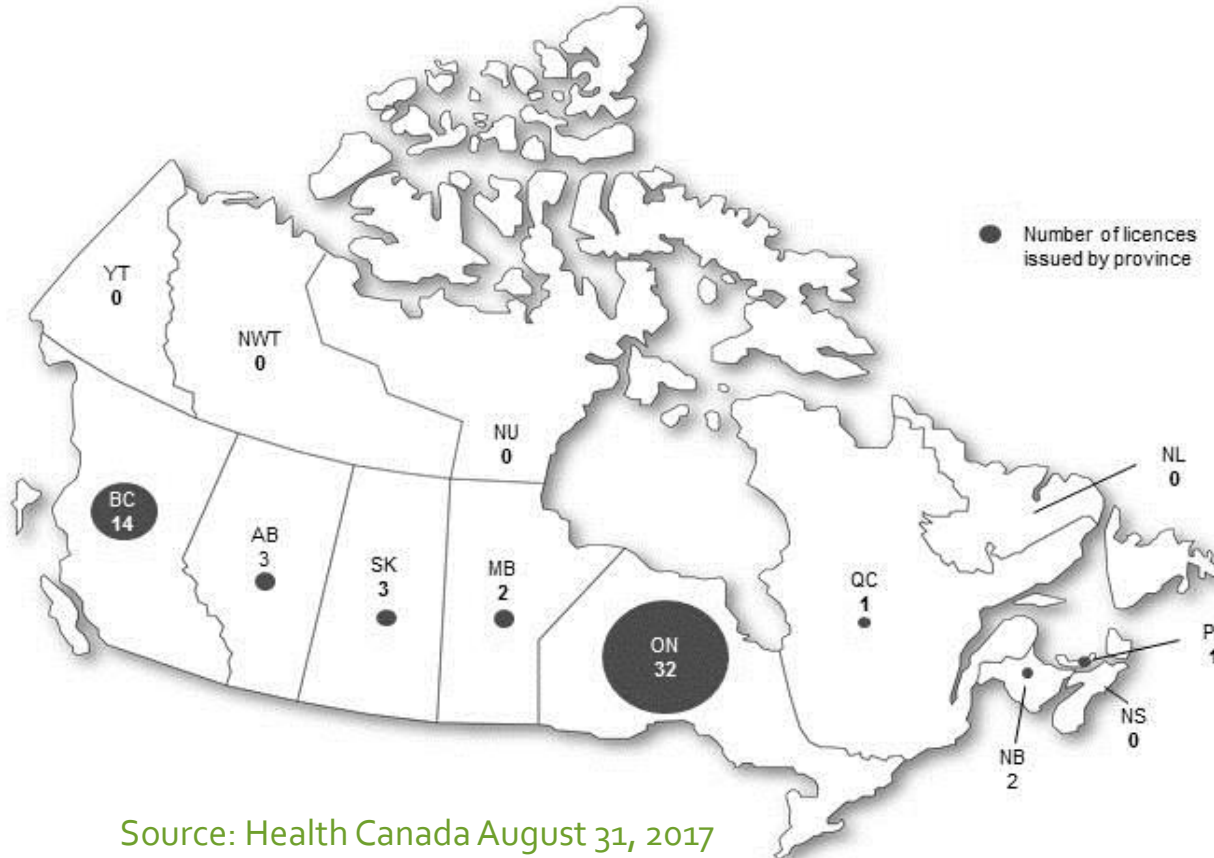 Number of licences
issued by province
YT
0
NWT
0
NU
0
NL
0
BC
14
AB
3
SK
3
MB
2
ON
32
QC
1
P
1
NS
0
NB
2
Source: Health Canada August 31, 2017